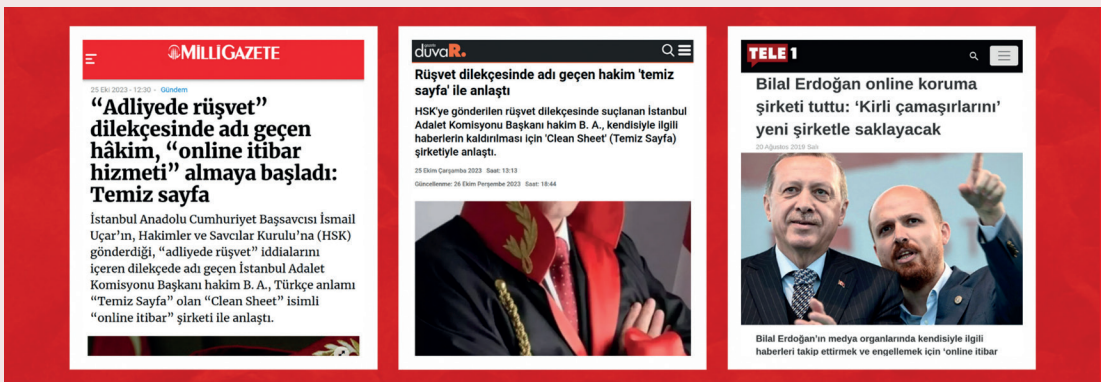 MİLLİGAZETE
25 Eki 2023 - 12:30 - Gündem
“Adliyede rüşvet”
dilekçesinde adı geçen
hâkim, “online itibar
hizmeti” almaya başladı:
Temiz sayfa
İstanbul Anadolu Cumhuriyet Başsavcısı İsmail
Uçar’ın, Hakimler ve Savcılar Kurulu’na (HSK)
gönderdiği, “adliyede rüşvet” iddialarını
içeren dilekçede adı geçen İstanbul Adalet
Komisyonu Başkanı hakim B. A., Türkçe anlamı
“Temiz Sayfa” olan “Clean Sheet” isimli
“online itibar” şirketi ile anlaştı.
gazete
duvaR.
Rüşvet dilekçesinde adı geçen hakim 'temiz
sayfa' ile anlaştı
HSK'ye gönderilen rüşvet dilekçesinde suçlanan İstanbul
Adalet Komisyonu Başkanı hakim B. A., kendisiyle ilgili
haberlerin kaldırılması için 'Clean Sheet' (Temiz Sayfa)
şirketiyle anlaştı.
25 Ekim Çarşamba 2023 Saat: 13:13
Güncellenme: 26 Ekim Perşembe 2023 Saat: 18:44
TELE 1
Bilal Erdoğan online koruma
şirketi tuttu: ‘Kirli çamaşırlarını’
yeni şirketle saklayacak
20 Ağustos 2019 Salı
Bilal Erdoğan’ın medya organlarında kendisiyle ilgili
haberleri takip ettirmek ve engellemek için ‘online itibar